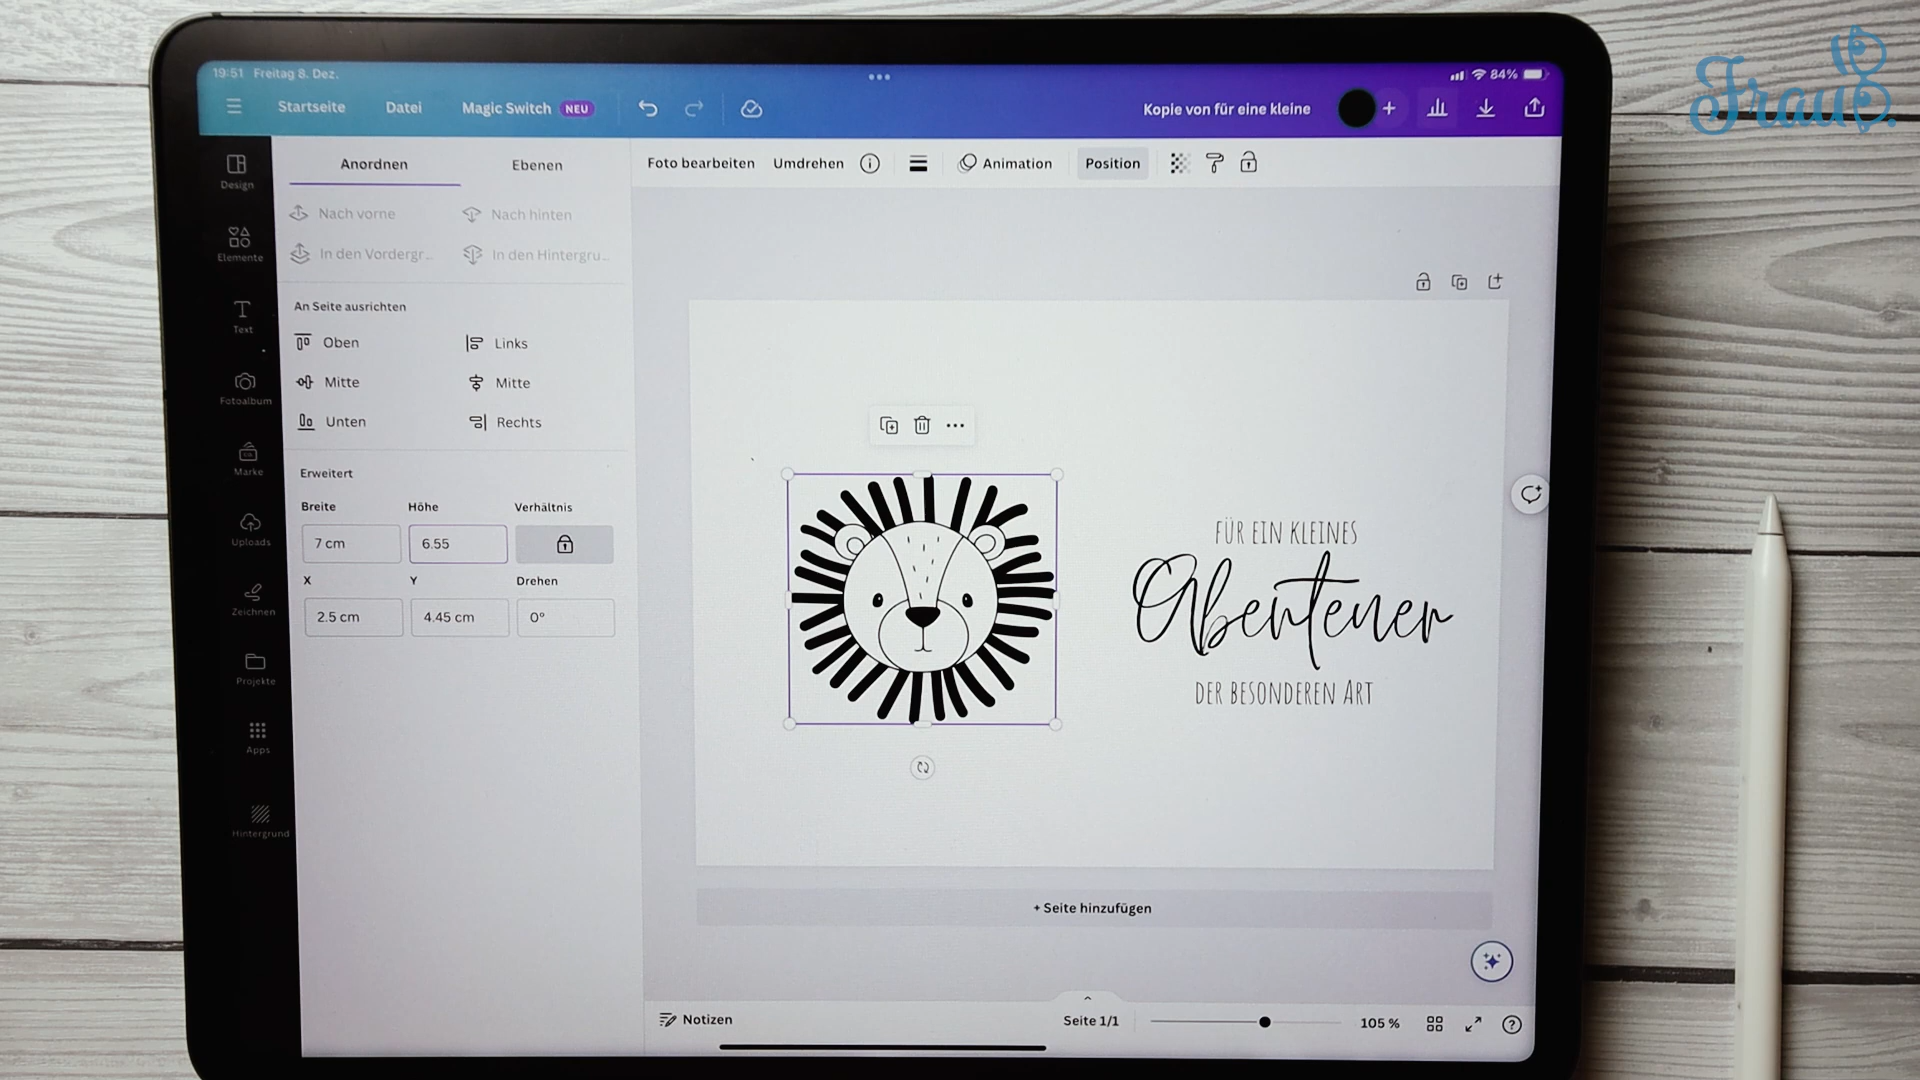 Frau B.
19:51 Freitag 8. Dez.
84%
Startseite Datei Magic Switch NEU
Kopie von für eine kleine
Design
Elemente
Text
Fotoalbum
Marke
Uploads
Zeichnen
Projekte
Apps
Hintergrund
Anordnen Ebenen
Nach vorne Nach hinten
In den Vordergr... In den Hintergru...
An Seite ausrichten
Oben Links
Mitte Mitte
Unten Rechts
Erweitert
Breite Höhe Verhältnis
7 cm 6.55
X Y Drehen
2.5 cm 4.45 cm 0°
Foto bearbeiten Umdrehen Animation Position
FÜR EIN KLEINES
Abenteuer
DER BESONDEREN ART
+ Seite hinzufügen
Notizen Seite 1/1 105 %